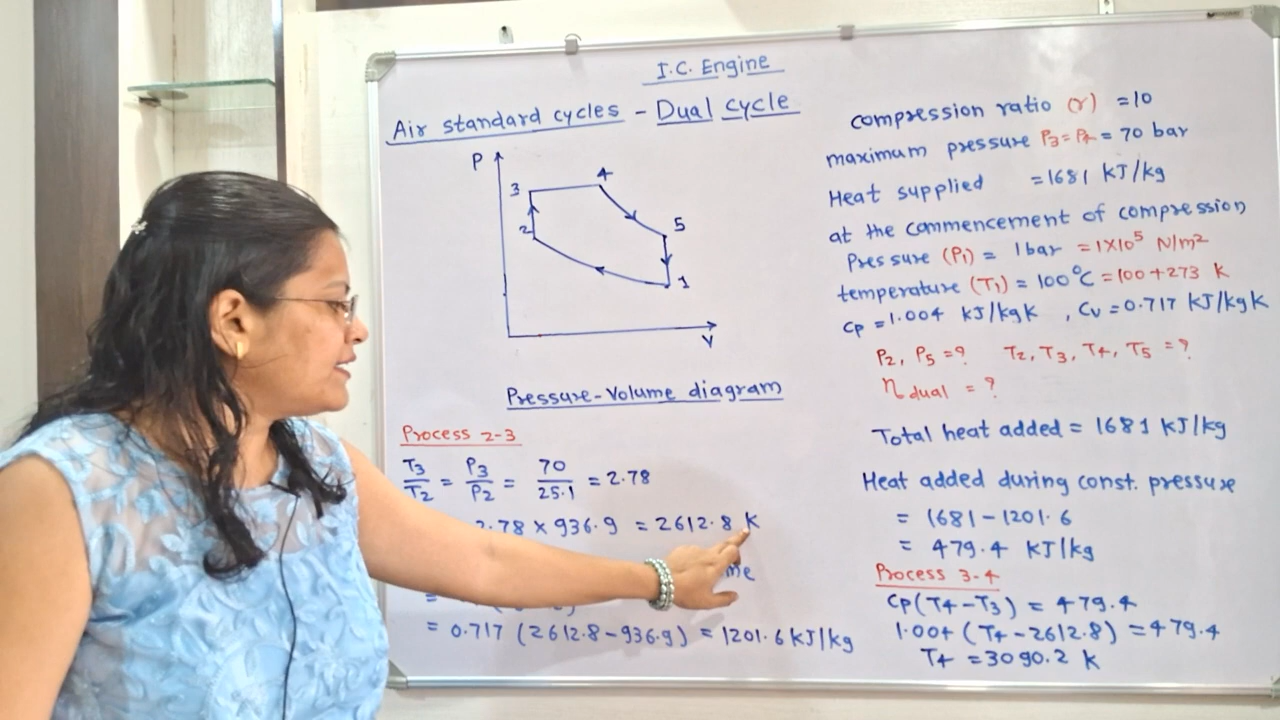 I.C. Engine
Air standard cycles - Dual cycle
P
3
4
2
5
1
V
Pressure-Volume diagram
Process 2-3
T3/T2 = P3/P2 = 70/25.1 = 2.78
2.78 × 936.9 = 2612.8 K
me
= 0.717 (2612.8-936.9) = 1201.6 KJ/kg
compression ratio (r) = 10
maximum pressure P3=P4 = 70 bar
Heat supplied = 1681 KJ/kg
at the commencement of compression
Pressure (P1) = 1 bar = 1X10⁵ N/m²
temperature (T1) = 100°C = 100+273 K
Cp = 1.004 KJ/kgK , Cv = 0.717 KJ/kgK
P2, P5 = ? T2, T3, T4, T5 = ?
η dual = ?
Total heat added = 1681 KJ/kg
Heat added during const. pressure
= 1681 - 1201.6
= 479.4 KJ/kg
Process 3-4
Cp(T4-T3) = 479.4
1.004 (T4-2612.8) = 479.4
T4 = 3090.2 K